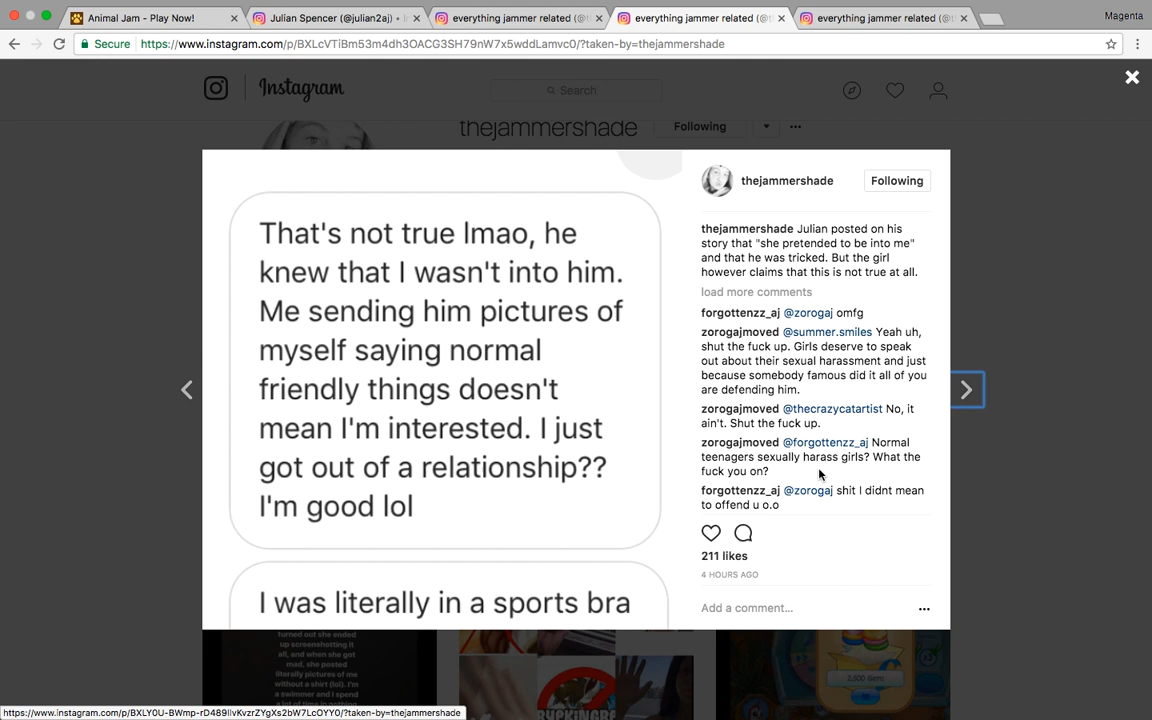 Animal Jam - Play Now!
Julian Spencer (@julian2aj) •
everything jammer related (@
everything jammer related (@t
everything jammer related (@
Magenta
Secure
https://www.instagram.com/p/BXLcVTiBm53m4dh3OACG3SH79nW7x5wddLamvc0/?taken-by=thejammershade
Instagram
Search
thejammershade
Following
That's not true lmao, he
knew that I wasn't into him.
Me sending him pictures of
myself saying normal
friendly things doesn't
mean I'm interested. I just
got out of a relationship??
I'm good lol
I was literally in a sports bra
thejammershade
Following
thejammershade Julian posted on his
story that "she pretended to be into me"
and that he was tricked. But the girl
however claims that this is not true at all.
load more comments
forgottenzz_aj @zorogaj omfg
zorogajmoved @summer.smiles Yeah uh,
shut the fuck up. Girls deserve to speak
out about their sexual harassment and just
because somebody famous did it all of you
are defending him.
zorogajmoved @thecrazycatartist No, it
ain't. Shut the fuck up.
zorogajmoved @forgottenzz_aj Normal
teenagers sexually harass girls? What the
fuck you on?
forgottenzz_aj @zorogaj shit I didnt mean
to offend u o.o
211 likes
4 HOURS AGO
Add a comment...
turned out she ended
up screenshotting it
all, and when she got
mad, she posted
literally pictures of me
without a shirt (lol). I'm
a swimmer and I spend
2,500 Gems